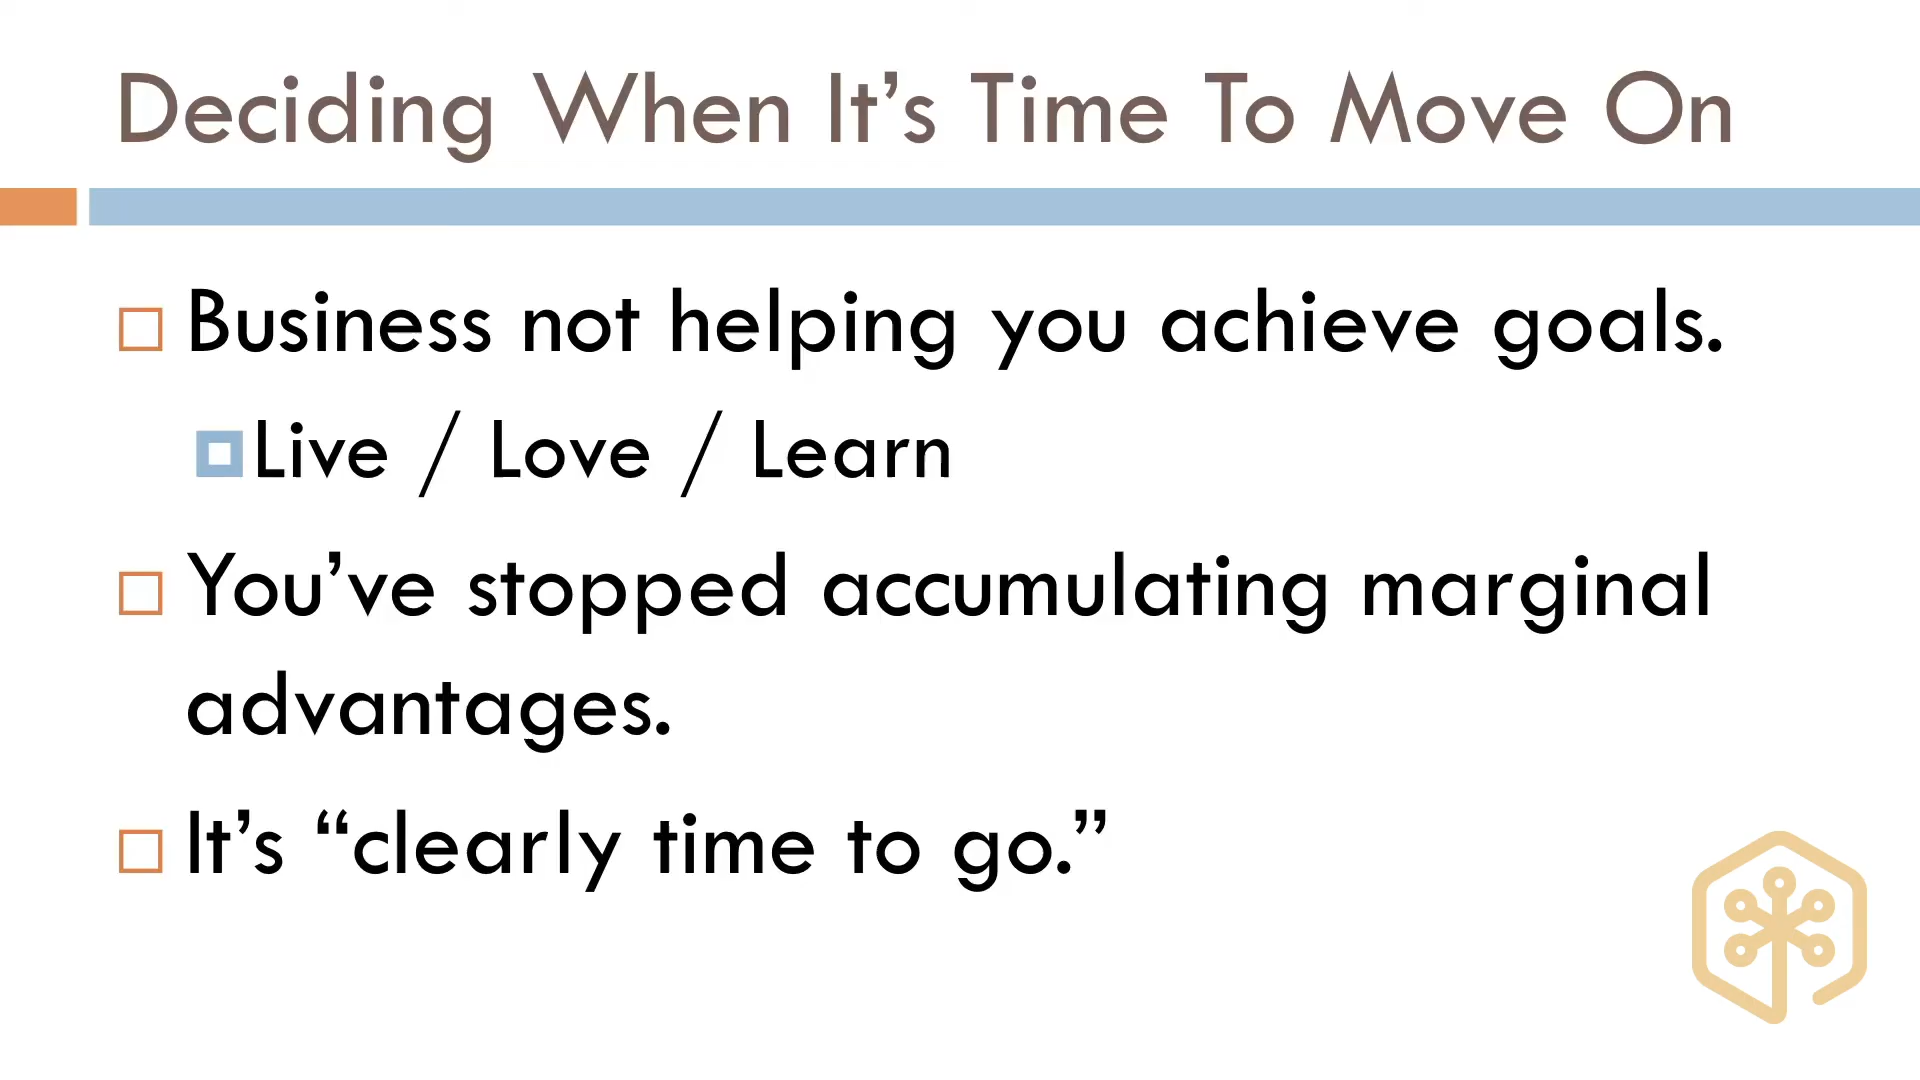 Deciding When It’s Time To Move On
Business not helping you achieve goals.
Live / Love / Learn
You’ve stopped accumulating marginal
advantages.
It’s “clearly time to go.”